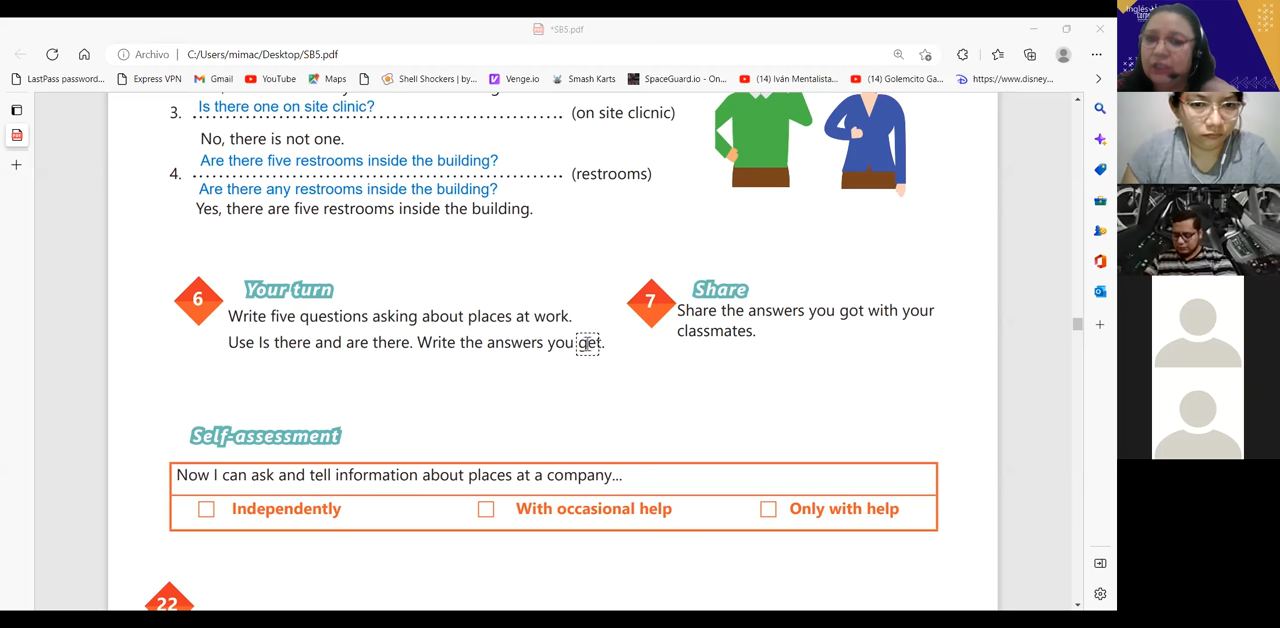 *SB5.pdf
Archivo | C:/Users/mimac/Desktop/SB5.pdf
LastPass password... Express VPN Gmail YouTube Maps Shell Shockers | by... Venge.io Smash Karts SpaceGuard.io - On... (14) Iván Mentalista... (14) Golemcito Ga... https://www.disney...
Is there one on site clinic?
3. (on site clicnic)
No, there is not one.
Are there five restrooms inside the building?
4. (restrooms)
Are there any restrooms inside the building?
Yes, there are five restrooms inside the building.
6 Your turn
Write five questions asking about places at work.
Use Is there and are there. Write the answers you get.
7 Share
Share the answers you got with your
classmates.
Self-assessment
Now I can ask and tell information about places at a company...
Independently With occasional help Only with help
22
Inglés